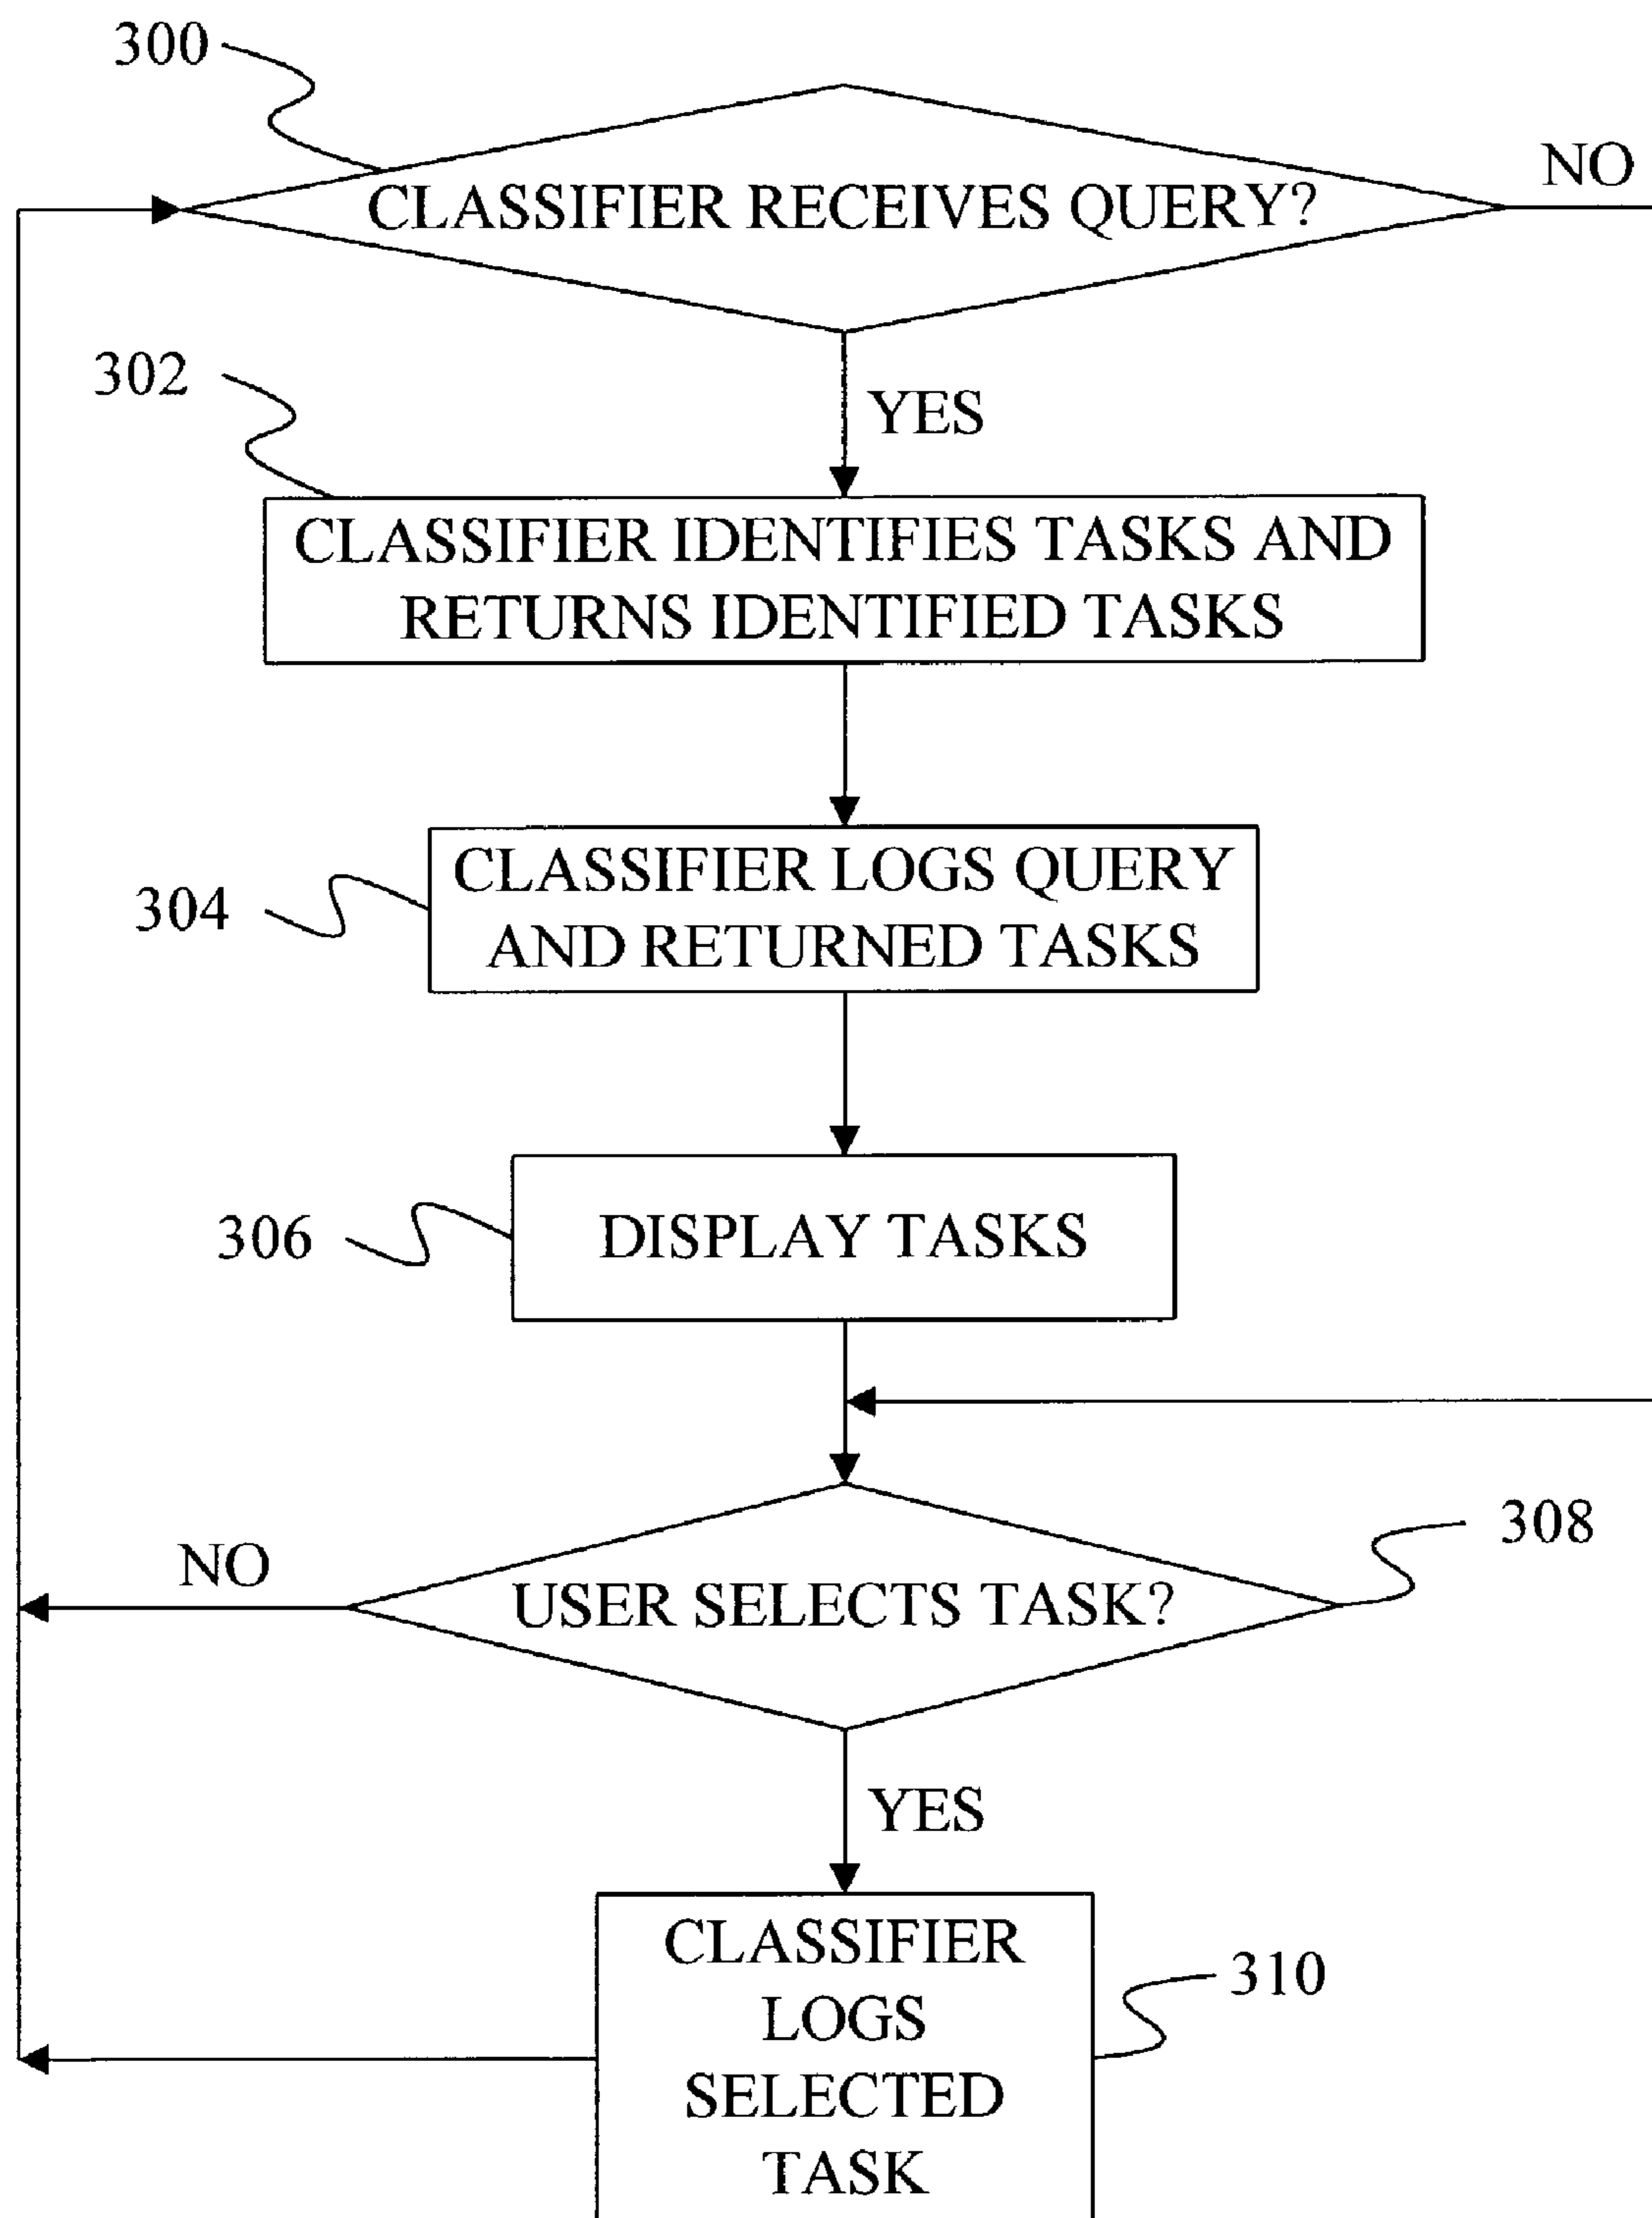 300
CLASSIFIER RECEIVES QUERY?
NO
302
YES
CLASSIFIER IDENTIFIES TASKS AND
RETURNS IDENTIFIED TASKS
304
CLASSIFIER LOGS QUERY
AND RETURNED TASKS
306
DISPLAY TASKS
308
NO
USER SELECTS TASK?
YES
CLASSIFIER
LOGS
SELECTED
TASK
310